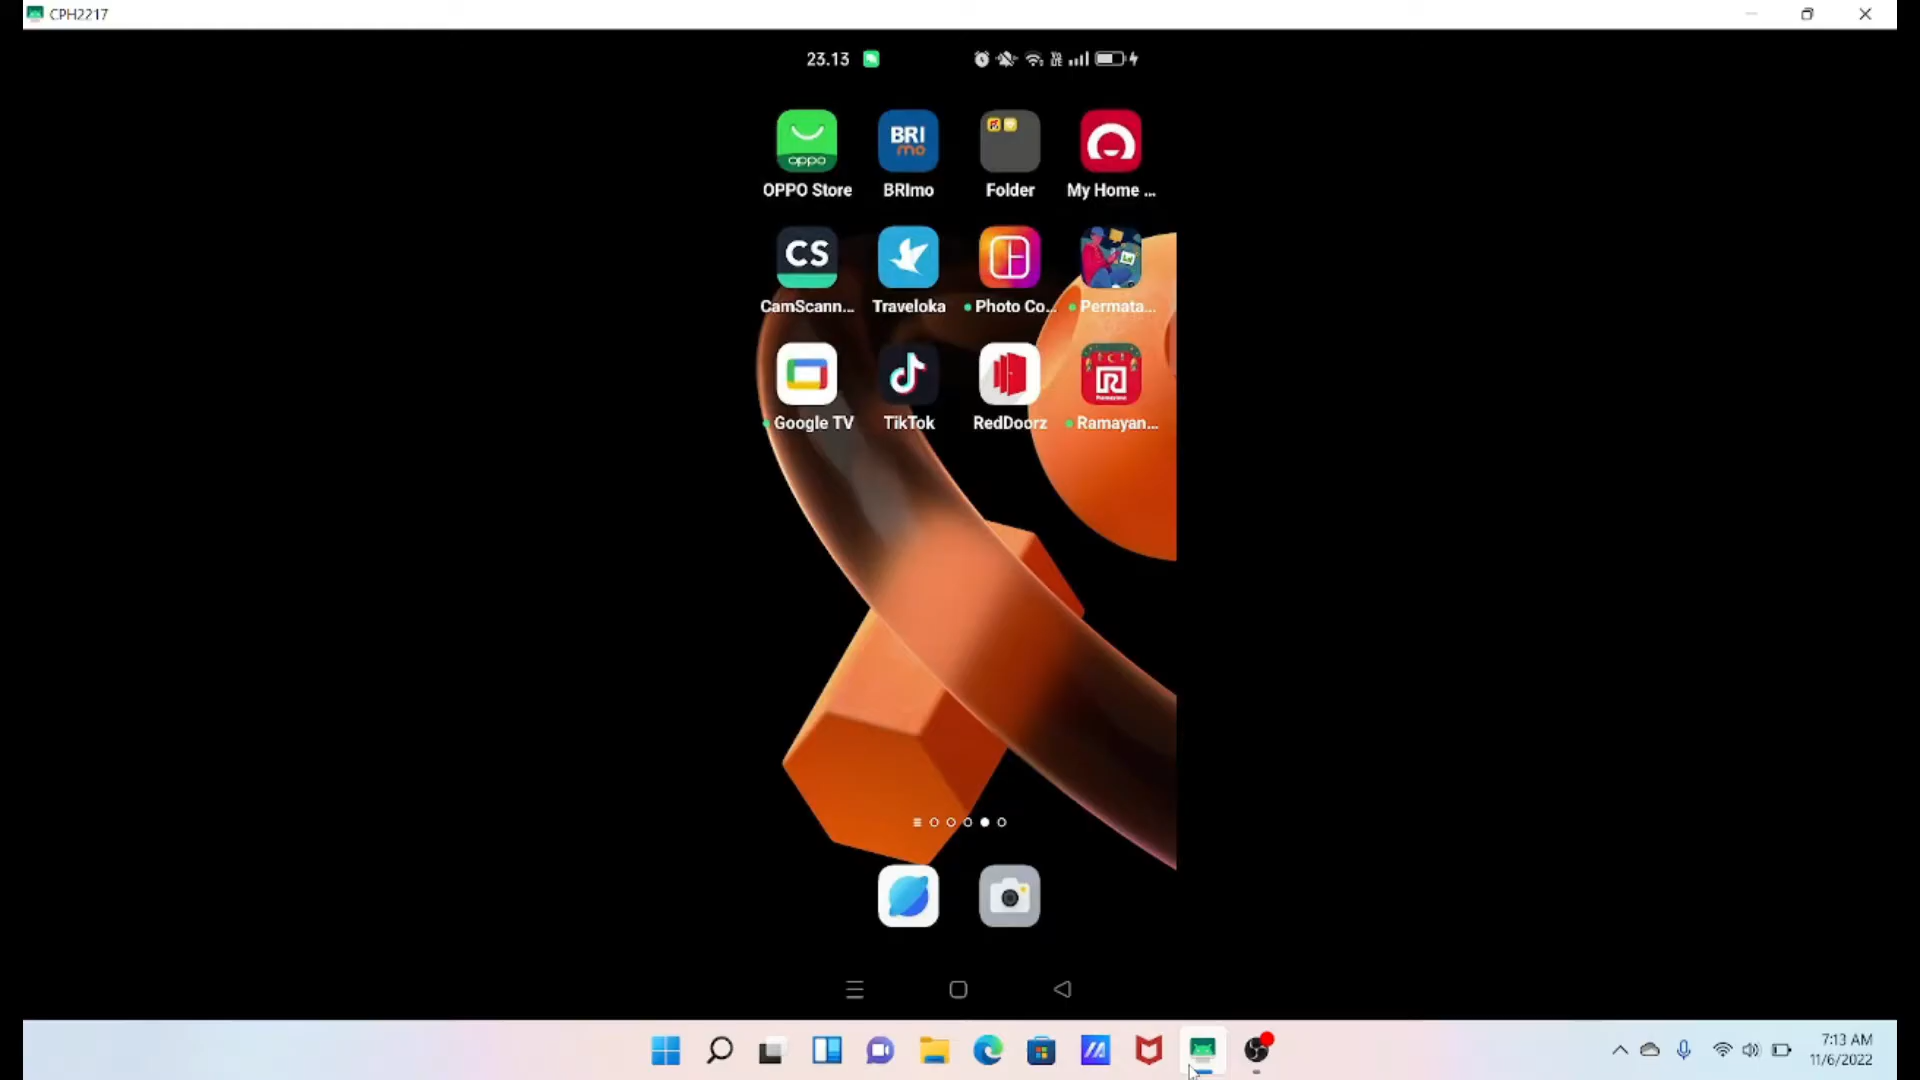 CPH2217
23.13
oppo
BRI
mo
OPPO Store
BRImo
Folder
My Home ...
CS
CamScann...
Traveloka
Photo Co...
Permata...
Google TV
TikTok
RedDoorz
Ramayan...
7:13 AM
11/6/2022